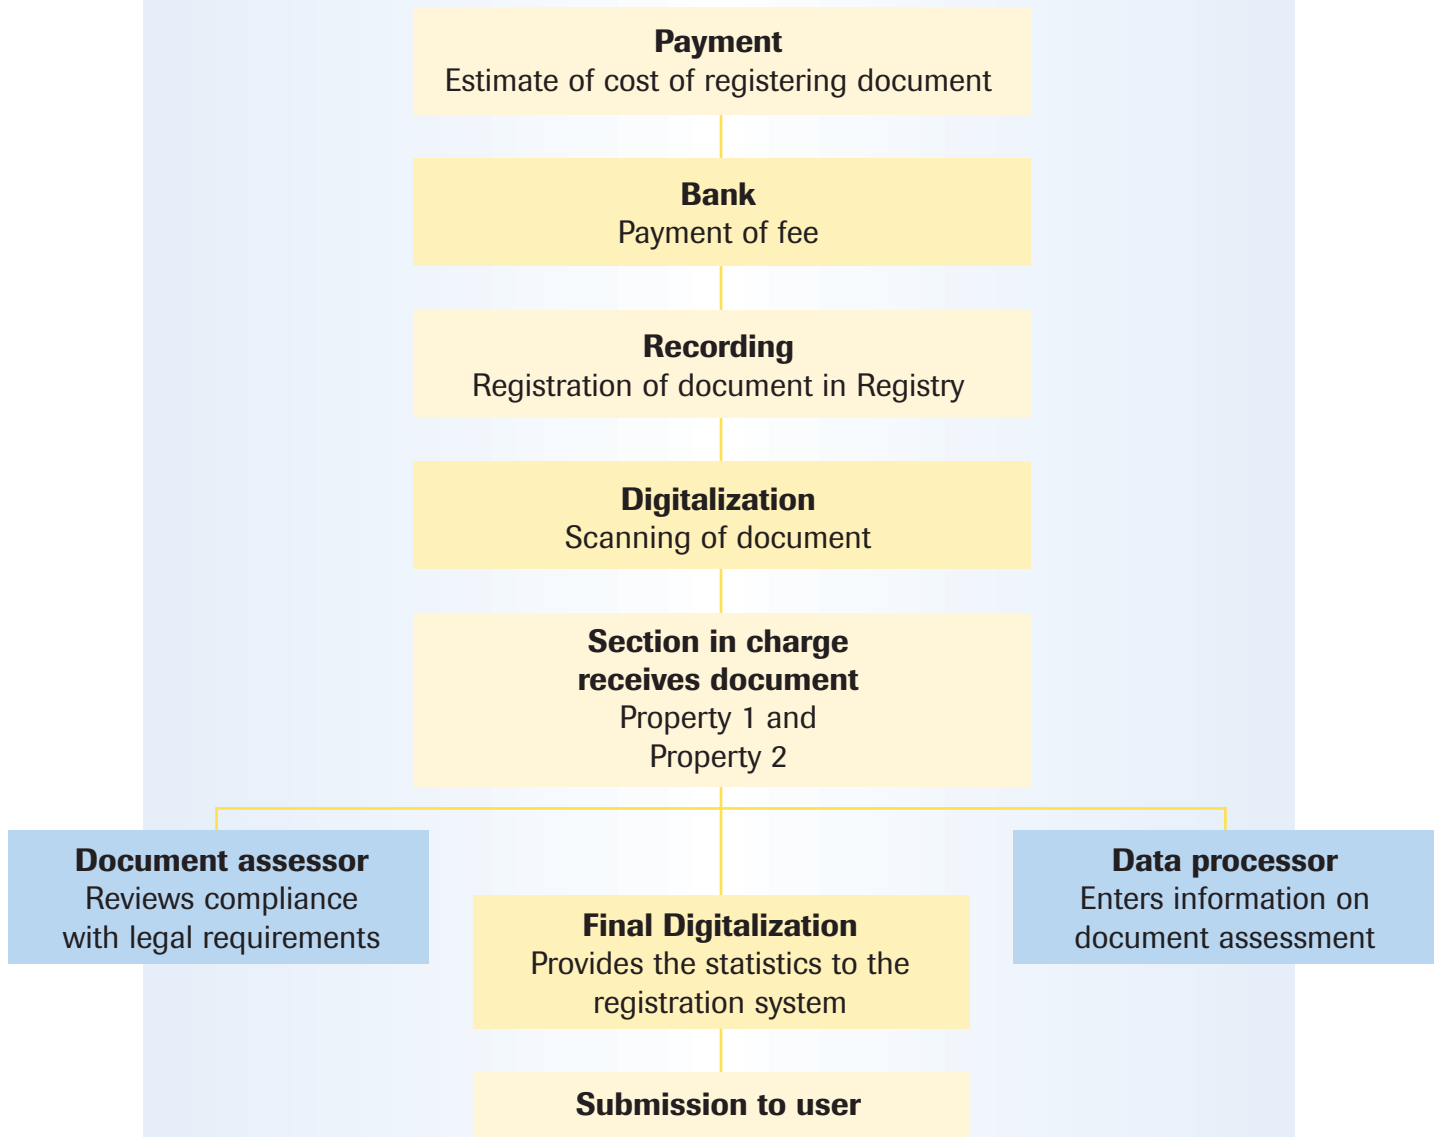 Payment
Estimate of cost of registering document
Bank
Payment of fee
Recording
Registration of document in Registry
Digitalization
Scanning of document
Section in charge
receives document
Property 1 and
Property 2
Document assessor
Reviews compliance
with legal requirements
Data processor
Enters information on
document assessment
Final Digitalization
Provides the statistics to the
registration system
Submission to user